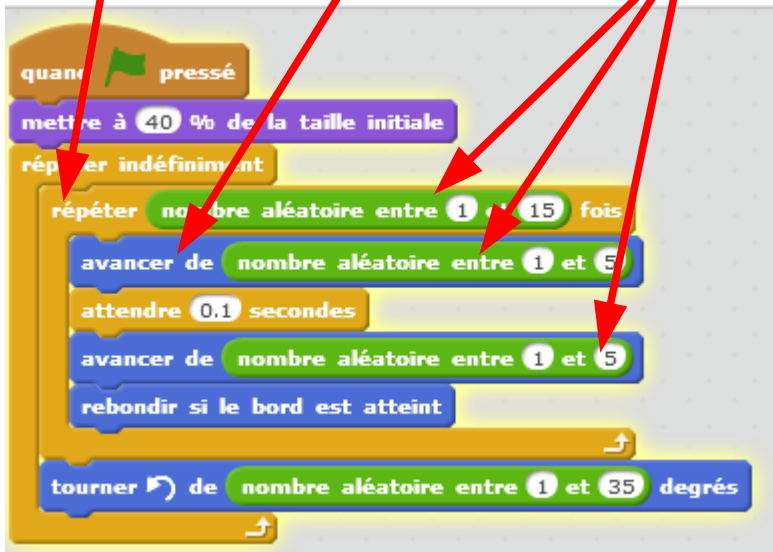 quand pressé
mettre à 40 % de la taille initiale
répéter indéfiniment
répéter nombre aléatoire entre 1 et 15 fois
avancer de nombre aléatoire entre 1 et 5
attendre 0.1 secondes
avancer de nombre aléatoire entre 1 et 5
rebondir si le bord est atteint
tourner de nombre aléatoire entre 1 et 35 degrés